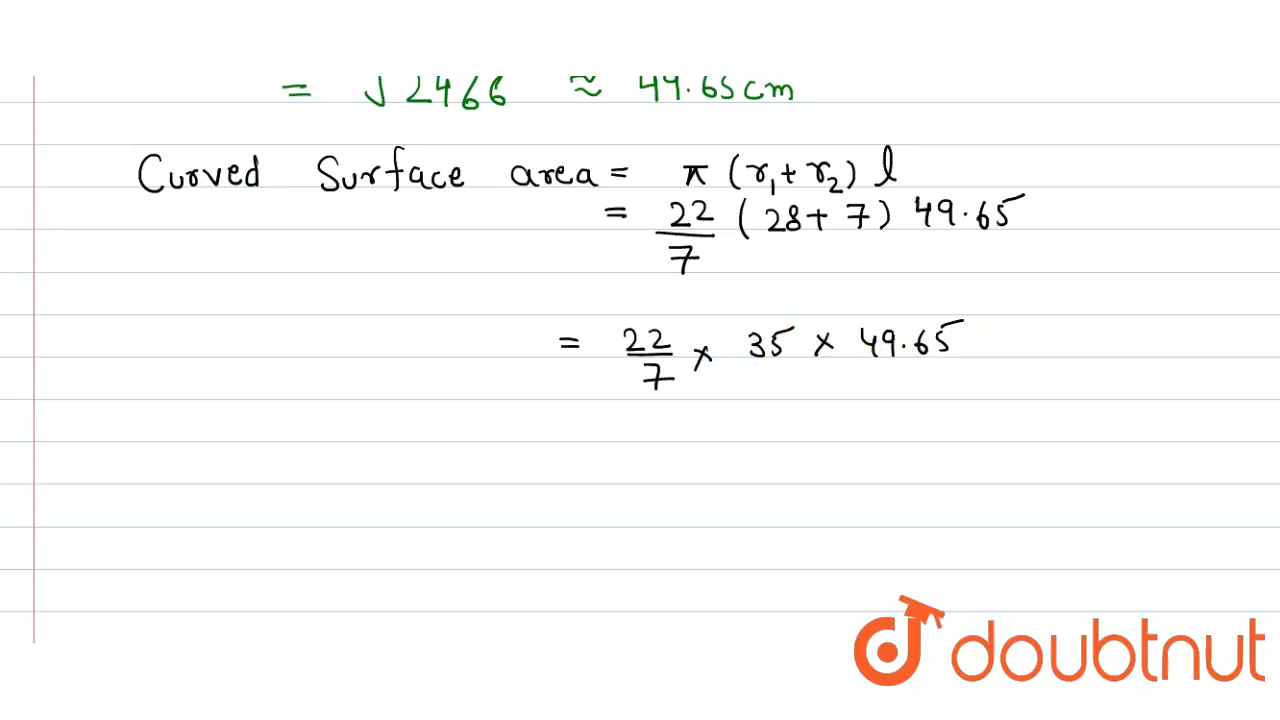 = √2466 ≈ 49.65 cm
Curved Surface area = π (r₁ + r₂) l
= 22/7 (28 + 7) 49.65
= 22/7 × 35 × 49.65
doubtnut